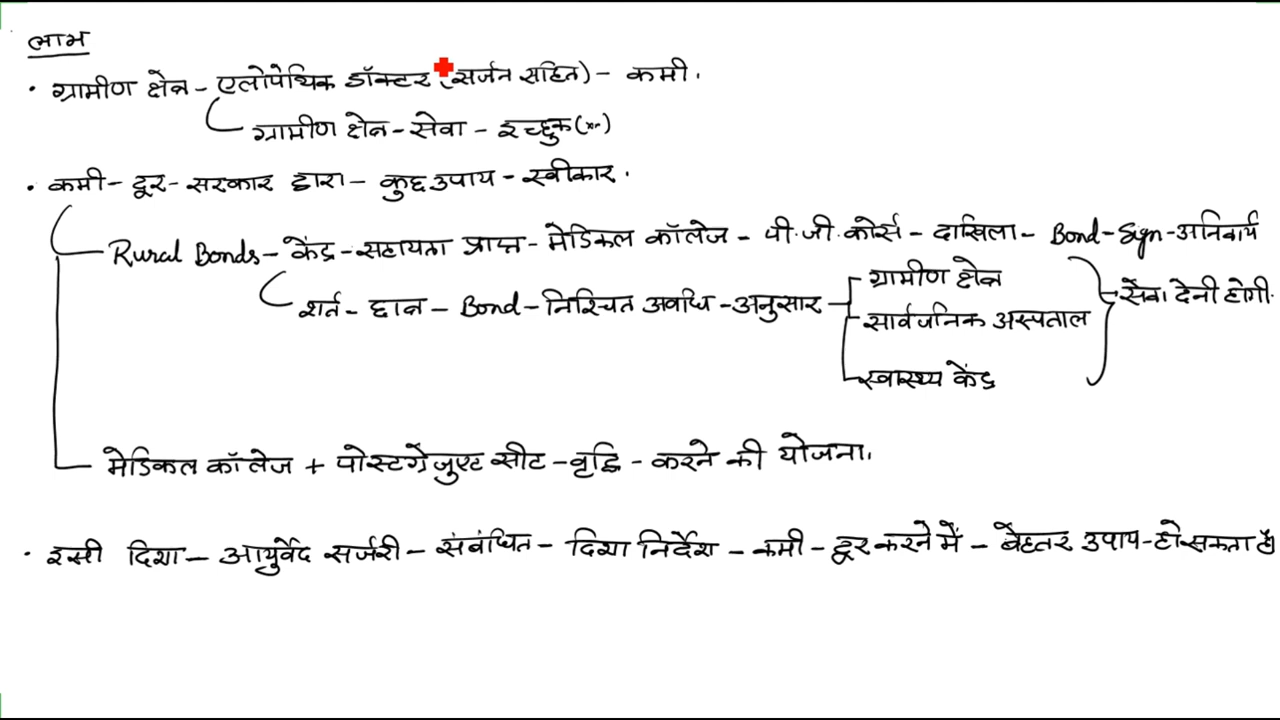 लाभ
• ग्रामीण क्षेत्र - एलोपेथिक डॉक्टर (सर्जन सहित) - कमी.
ग्रामीण क्षेत्र - सेवा - इच्छुक (x)
• कमी - दूर - सरकार द्वारा - कुछ उपाय - स्वीकार.
Rural Bonds - केंद्र - सहायता प्राप्त - मेडिकल कॉलेज - पी.जी.कोर्स - दाखिला - Bond - Sign - अनिवार्य
शर्त - छात्र - Bond - निश्चित अवधि - अनुसार
ग्रामीण क्षेत्र
सार्वजनिक अस्पताल
स्वास्थ्य केंद्र
सेवा देनी होगी.
मेडिकल कॉलेज + पोस्टग्रेजुएट सीट - वृद्धि - करने की योजना.
• इसी दिशा - आयुर्वेद सर्जरी - संबंधित - दिशा निर्देश - कमी - दूर करने में - बेहतर उपाय - हो सकता है।